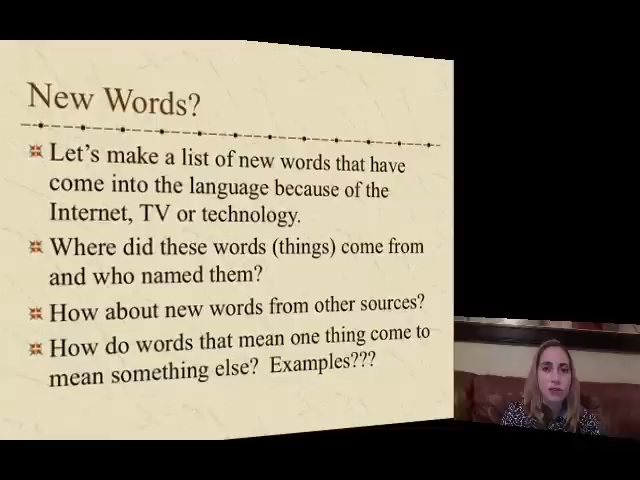 New Words?
Let's make a list of new words that have
come into the language because of the
Internet, TV or technology.
Where did these words (things) come from
and who named them?
How about new words from other sources?
How do words that mean one thing come to
mean something else? Examples???